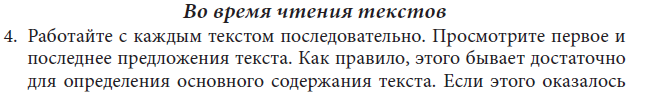 Во время чтения текстов
4. Работайте с каждым текстом последовательно. Просмотрите первое и
последнее предложения текста. Как правило, этого бывает достаточно
для определения основного содержания текста. Если этого оказалось